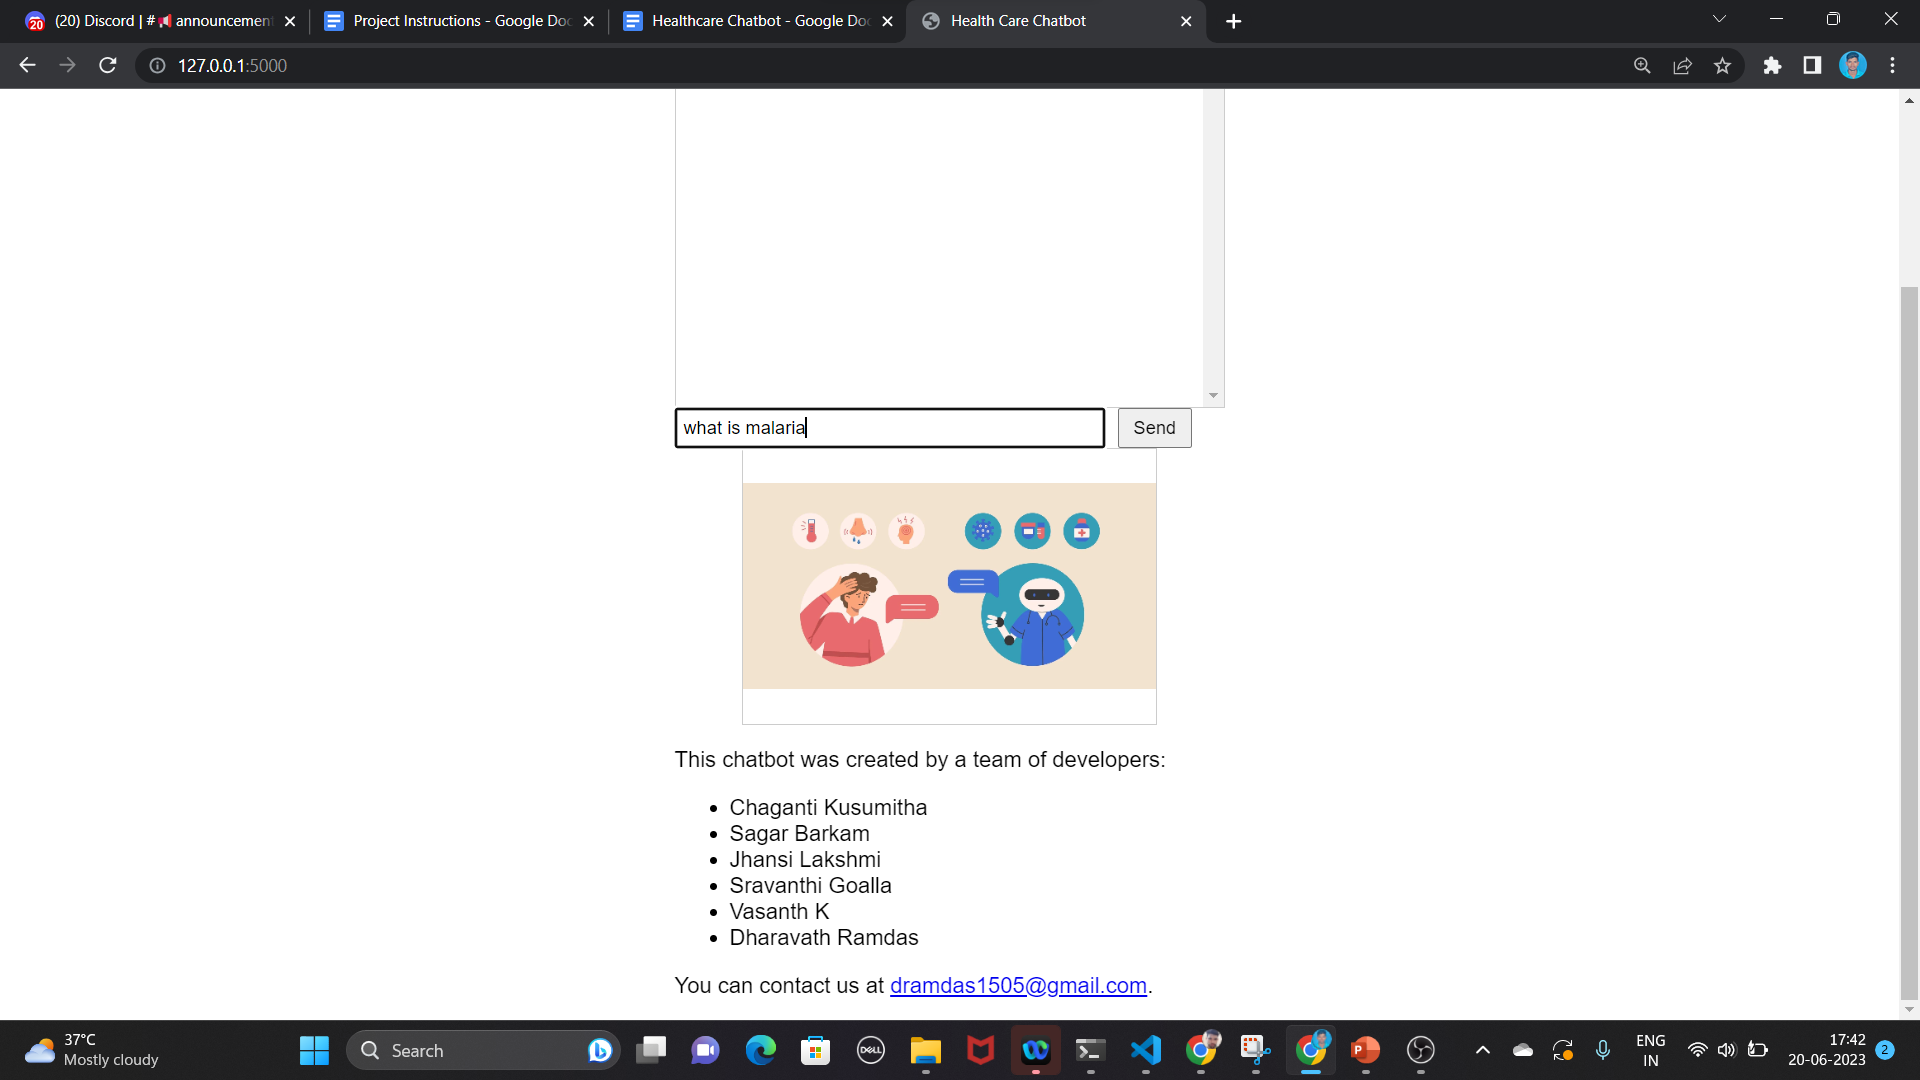 (20) Discord | # announcement
Project Instructions - Google Doc
Healthcare Chatbot - Google Doc
Health Care Chatbot
127.0.0.1:5000
what is malaria
Send
This chatbot was created by a team of developers:
Chaganti Kusumitha
Sagar Barkam
Jhansi Lakshmi
Sravanthi Goalla
Vasanth K
Dharavath Ramdas
You can contact us at dramdas1505@gmail.com.
37°C
Mostly cloudy
Search
DELL
ENG
IN
17:42
20-06-2023
2